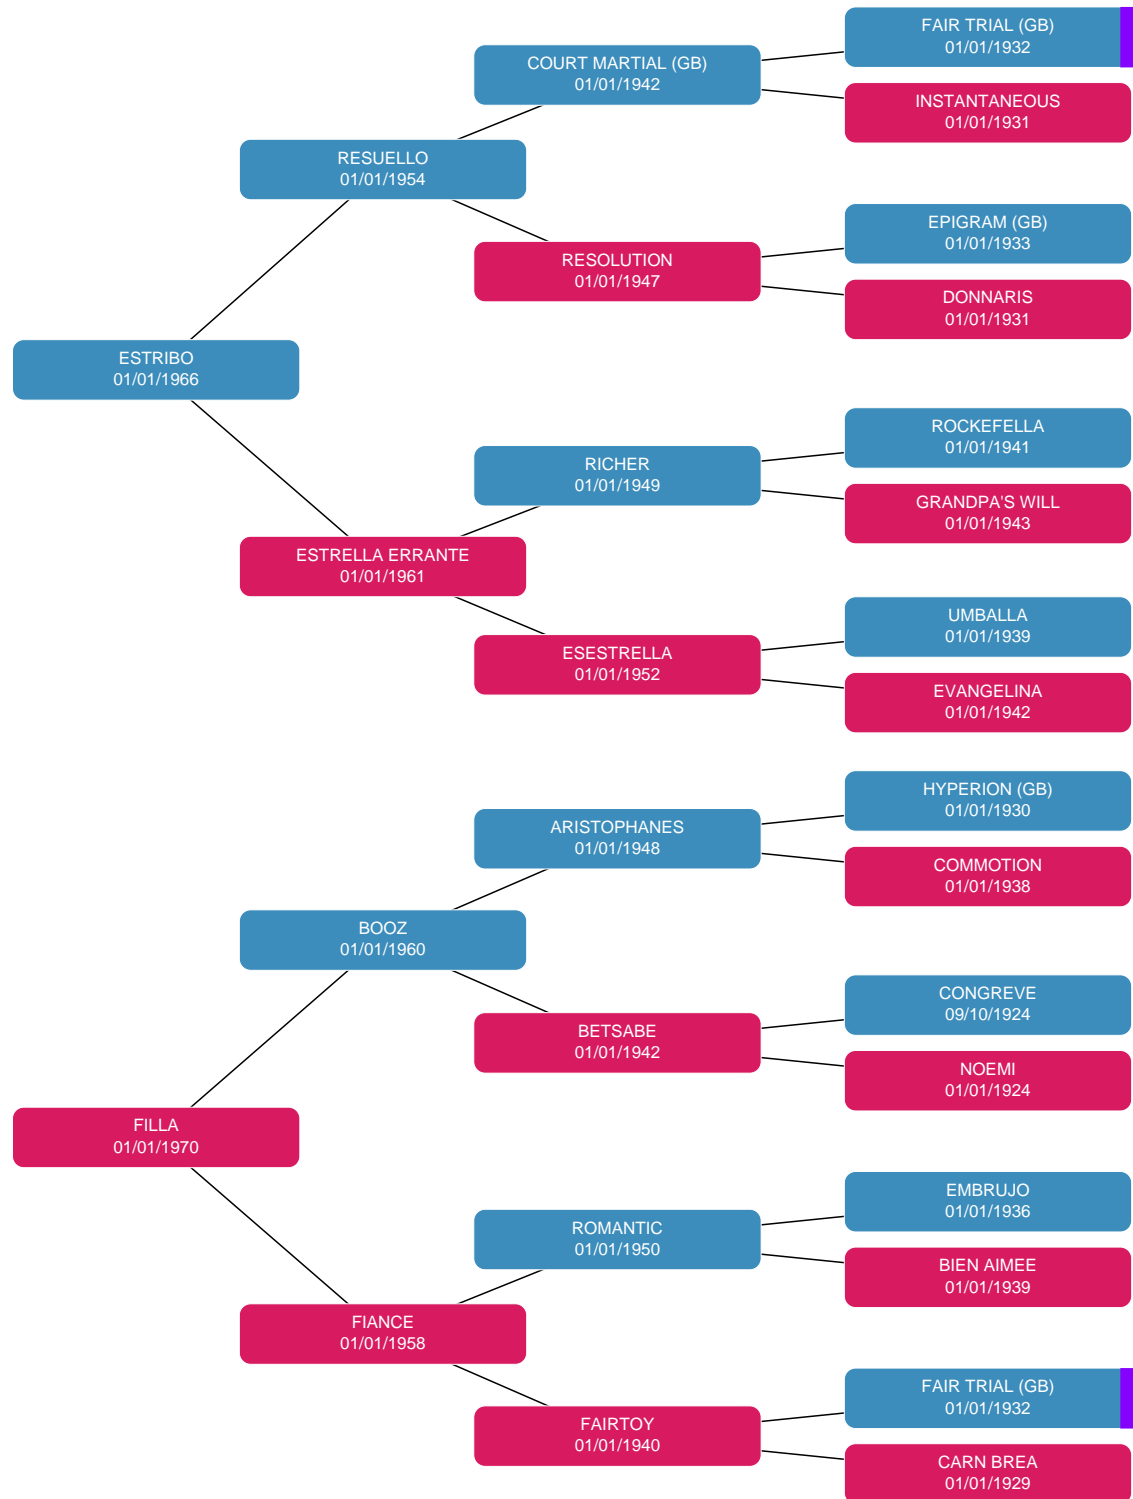 FAIR TRIAL (GB)
01/01/1932
COURT MARTIAL (GB)
01/01/1942
INSTANTANEOUS
01/01/1931
RESUELLO
01/01/1954
EPIGRAM (GB)
01/01/1933
RESOLUTION
01/01/1947
DONNARIS
01/01/1931
ESTRIBO
01/01/1966
ROCKEFELLA
01/01/1941
RICHER
01/01/1949
GRANDPA'S WILL
01/01/1943
ESTRELLA ERRANTE
01/01/1961
UMBALLA
01/01/1939
ESESTRELLA
01/01/1952
EVANGELINA
01/01/1942
HYPERION (GB)
01/01/1930
ARISTOPHANES
01/01/1948
COMMOTION
01/01/1938
BOOZ
01/01/1960
CONGREVE
09/10/1924
BETSABE
01/01/1942
NOEMI
01/01/1924
FILLA
01/01/1970
EMBRUJO
01/01/1936
ROMANTIC
01/01/1950
BIEN AIMEE
01/01/1939
FIANCE
01/01/1958
FAIR TRIAL (GB)
01/01/1932
FAIRTOY
01/01/1940
CARN BREA
01/01/1929